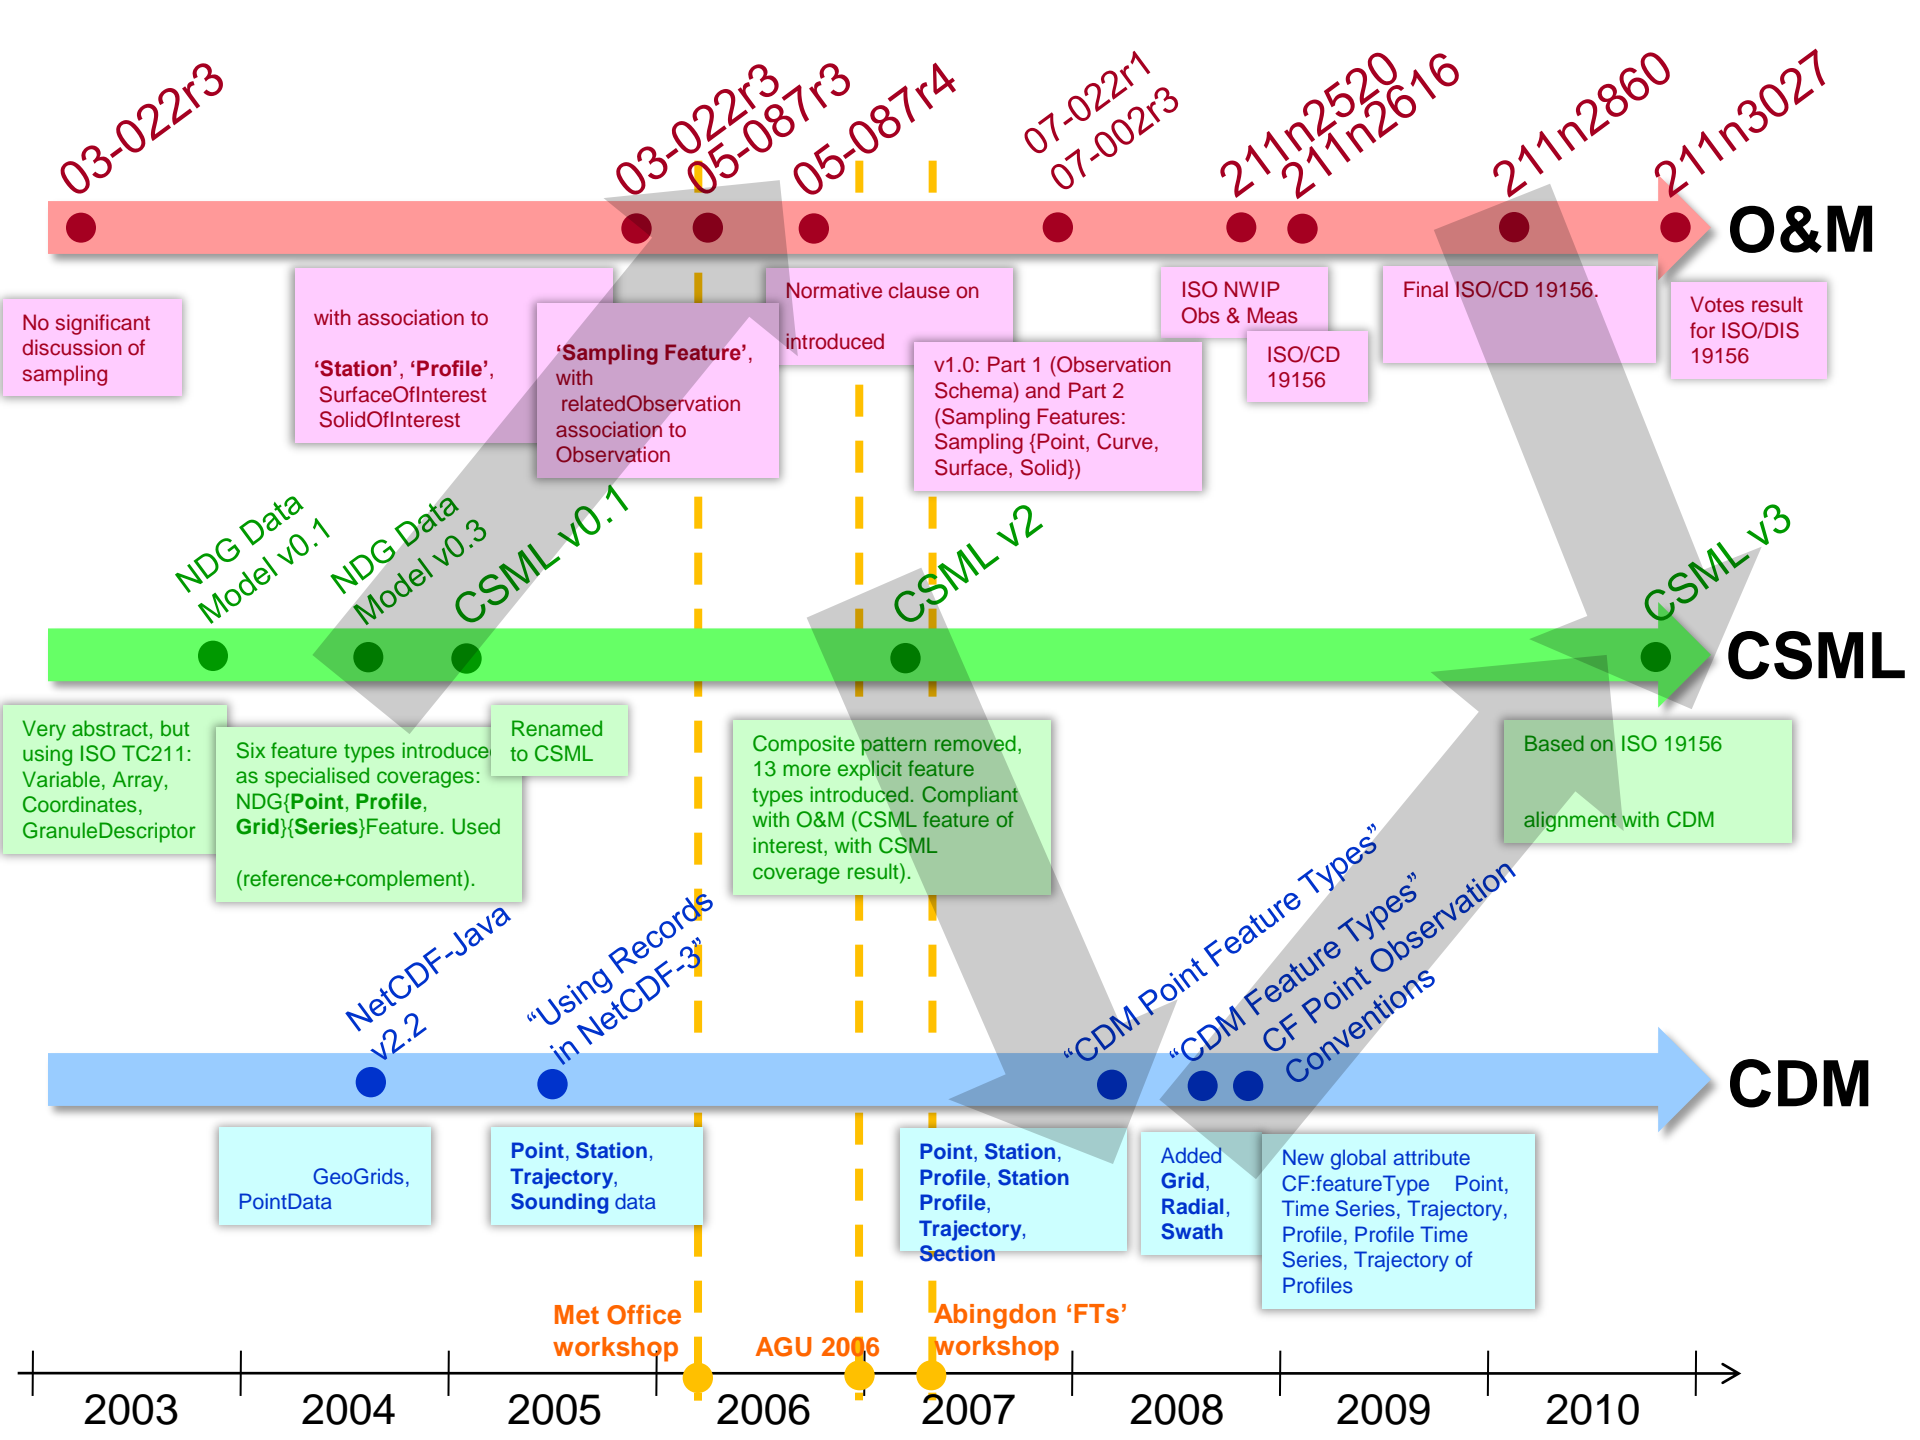 03-022r3
03-022r3
05-087r3
05-087r4
07-022r1
07-002r3
211n2520
211n2616
211n2860
211n3027
O&M
No significant
discussion of
sampling
with association to
‘Station’, ‘Profile’,
SurfaceOfInterest
SolidOfInterest
‘Sampling Feature’,
with
relatedObservation
association to
Observation
Normative clause on
introduced
v1.0: Part 1 (Observation
Schema) and Part 2
(Sampling Features:
Sampling {Point, Curve,
Surface, Solid})
ISO NWIP
Obs & Meas
ISO/CD
19156
Final ISO/CD 19156.
Votes result
for ISO/DIS
19156
NDG Data
Model v0.1
NDG Data
Model v0.3
CSML v0.1
CSML v2
CSML v3
CSML
Very abstract, but
using ISO TC211:
Variable, Array,
Coordinates,
GranuleDescriptor
Six feature types introduce
as specialised coverages:
NDG{Point, Profile,
Grid}{Series}Feature. Used
(reference+complement).
Renamed
to CSML
Composite pattern removed,
13 more explicit feature
types introduced. Compliant
with O&M (CSML feature of
interest, with CSML
coverage result).
Based on ISO 19156
alignment with CDM
NetCDF-Java
v2.2
“Using Records
in NetCDF-3”
“CDM Point Feature Types”
“CDM Feature Types”
CF Point Observation
Conventions
CDM
GeoGrids,
PointData
Point, Station,
Trajectory,
Sounding data
Point, Station,
Profile, Station
Profile,
Trajectory,
Section
Added
Grid,
Radial,
Swath
New global attribute
CF:featureType Point,
Time Series, Trajectory,
Profile, Profile Time
Series, Trajectory of
Profiles
Met Office
workshop
AGU 2006
Abingdon ‘FTs’
workshop
2003
2004
2005
2006
2007
2008
2009
2010